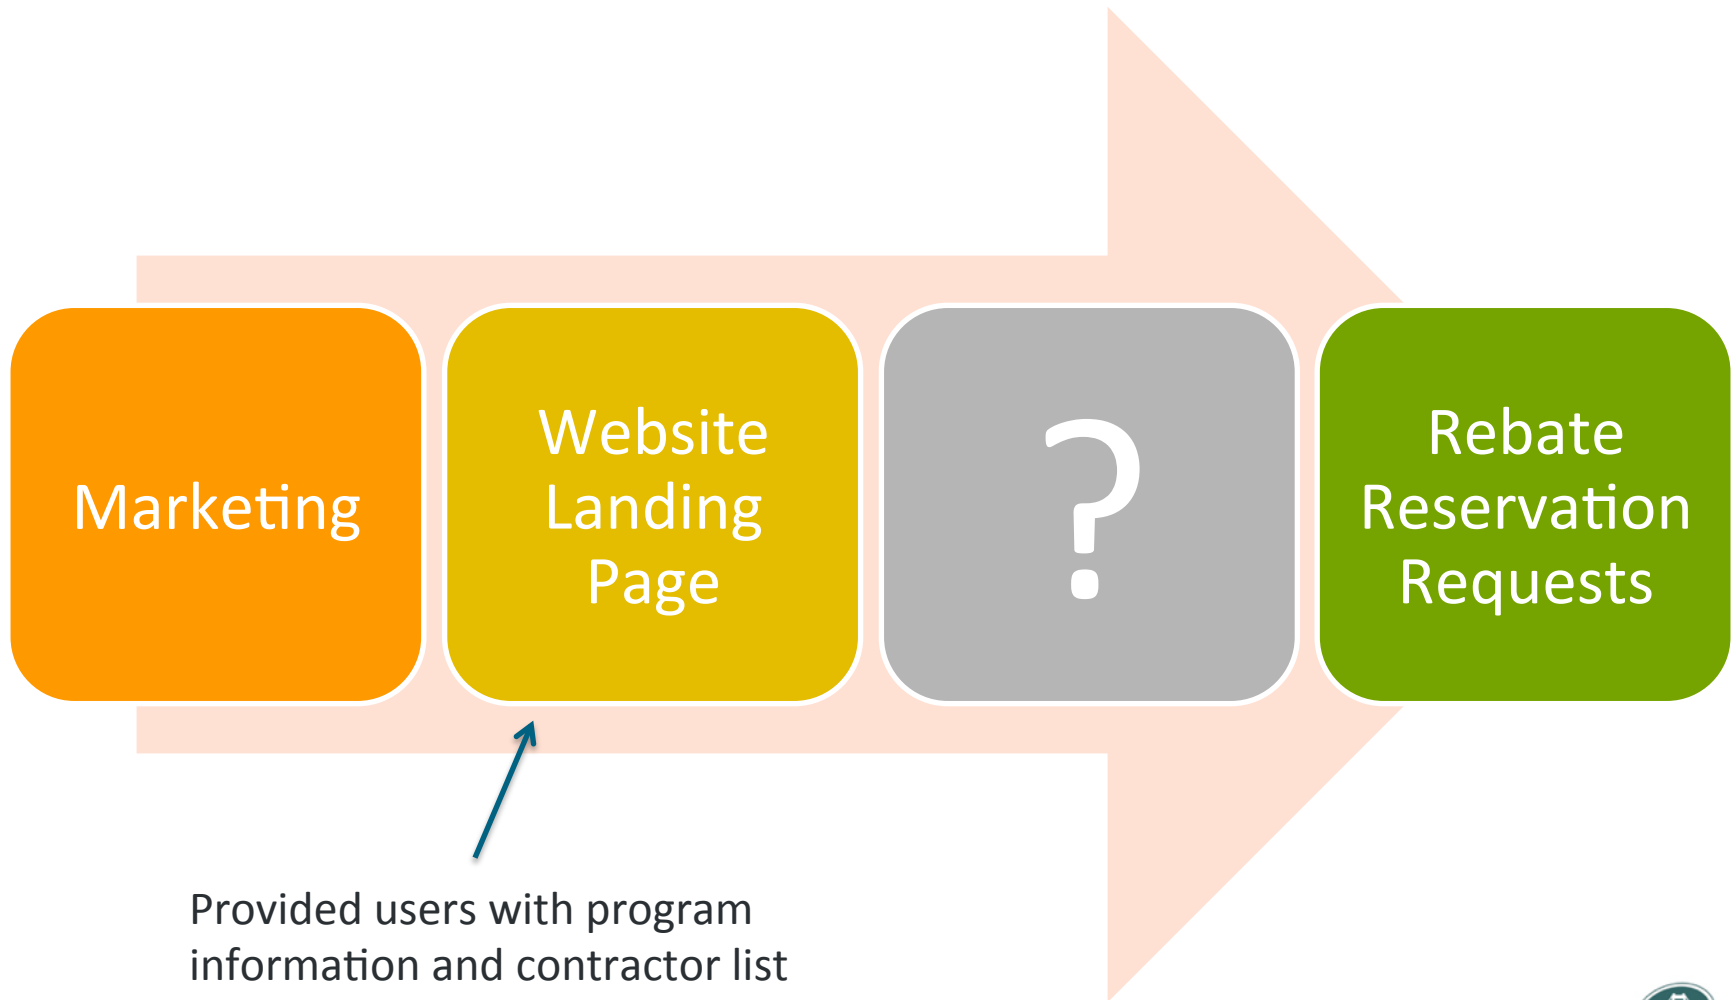 Marketing
Website
Landing
Page
?
Rebate
Reservation
Requests
Provided users with program
information and contractor list